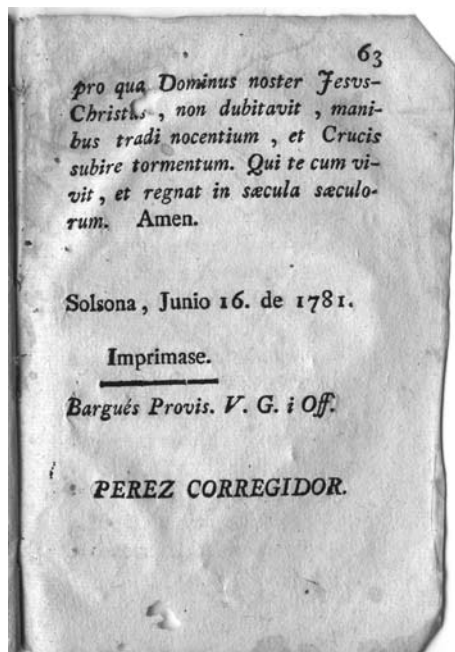 63
pro qua Dominus noster Jesvs-
Christus , non dubitavit , mani-
bus tradi nocentium , et Crucis
subire tormentum. Qui te cum vi-
vit , et regnat in sæcula sæculo-
rum. Amen.
Solsona , Junio 16. de 1781.
Imprimase.
Bargués Provis. V. G. i Off.
PEREZ CORREGIDOR.